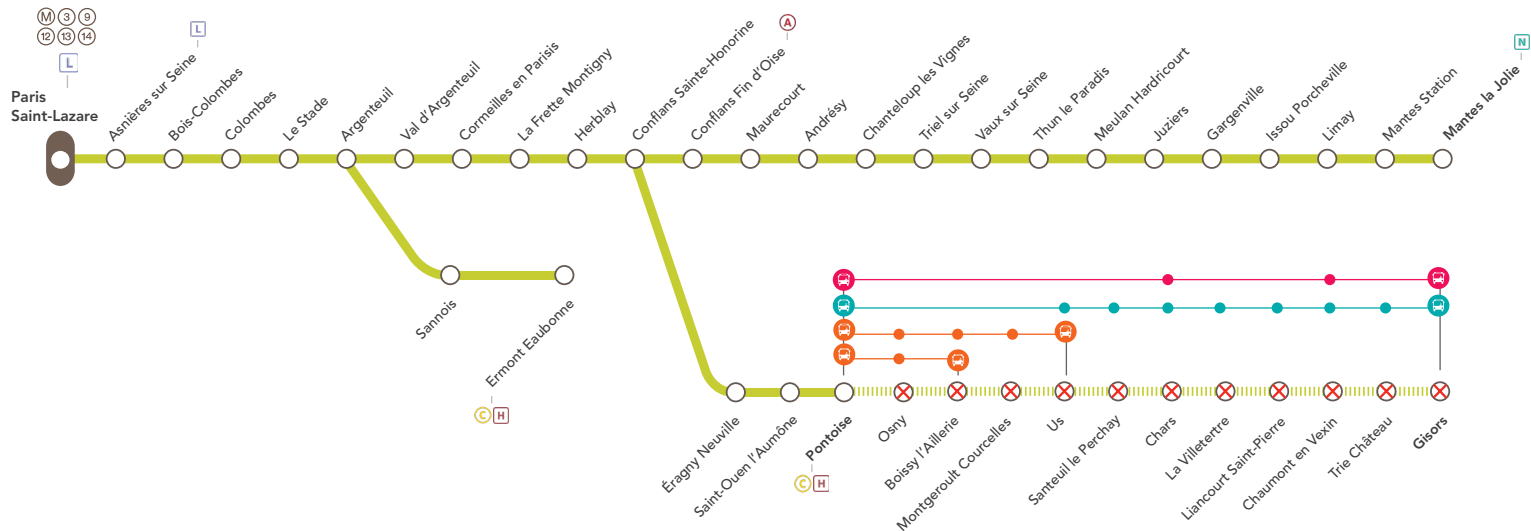 M 3 9
12 13 14
L
Paris
Saint-Lazare
Asnières sur Seine
L
Bois-Colombes
Colombes
Le Stade
Argenteuil
Val d'Argenteuil
Cormeilles en Parisis
La Frette Montigny
Herblay
Conflans Sainte-Honorine
Conflans Fin d'Oise
A
Maurecourt
Andrésy
Chanteloup les Vignes
Triel sur Seine
Vaux sur Seine
Thun le Paradis
Meulan Hardricourt
Juziers
Gargenville
Issou Porcheville
Limay
Mantes Station
Mantes la Jolie
N
Sannois
Ermont Eaubonne
C H
Éragny Neuville
Saint-Ouen l'Aumône
Pontoise
C H
Osny
Boissy l'Aillerie
Montgeroult Courcelles
Us
Santeuil le Perchay
Chars
La Villetertre
Liancourt Saint-Pierre
Chaumont en Vexin
Trie Château
Gisors